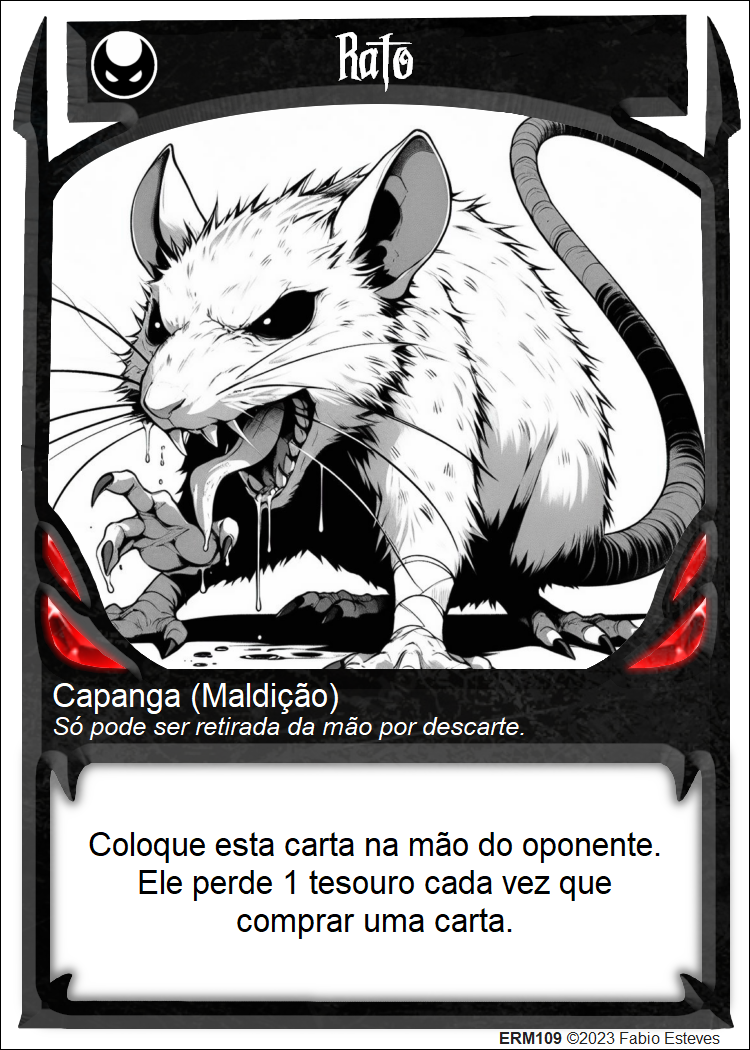 Rato
Capanga (Maldição)
Só pode ser retirada da mão por descarte.
Coloque esta carta na mão do oponente.
Ele perde 1 tesouro cada vez que
comprar uma carta.
ERM109 ©2023 Fabio Esteves